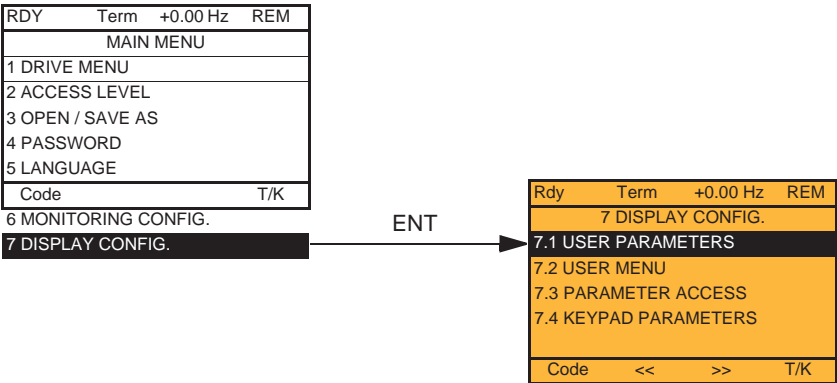 RDY Term +0.00 Hz REM
MAIN MENU
1 DRIVE MENU
2 ACCESS LEVEL
3 OPEN / SAVE AS
4 PASSWORD
5 LANGUAGE
Code T/K
6 MONITORING CONFIG.
7 DISPLAY CONFIG.
ENT
Rdy Term +0.00 Hz REM
7 DISPLAY CONFIG.
7.1 USER PARAMETERS
7.2 USER MENU
7.3 PARAMETER ACCESS
7.4 KEYPAD PARAMETERS
Code << >> T/K